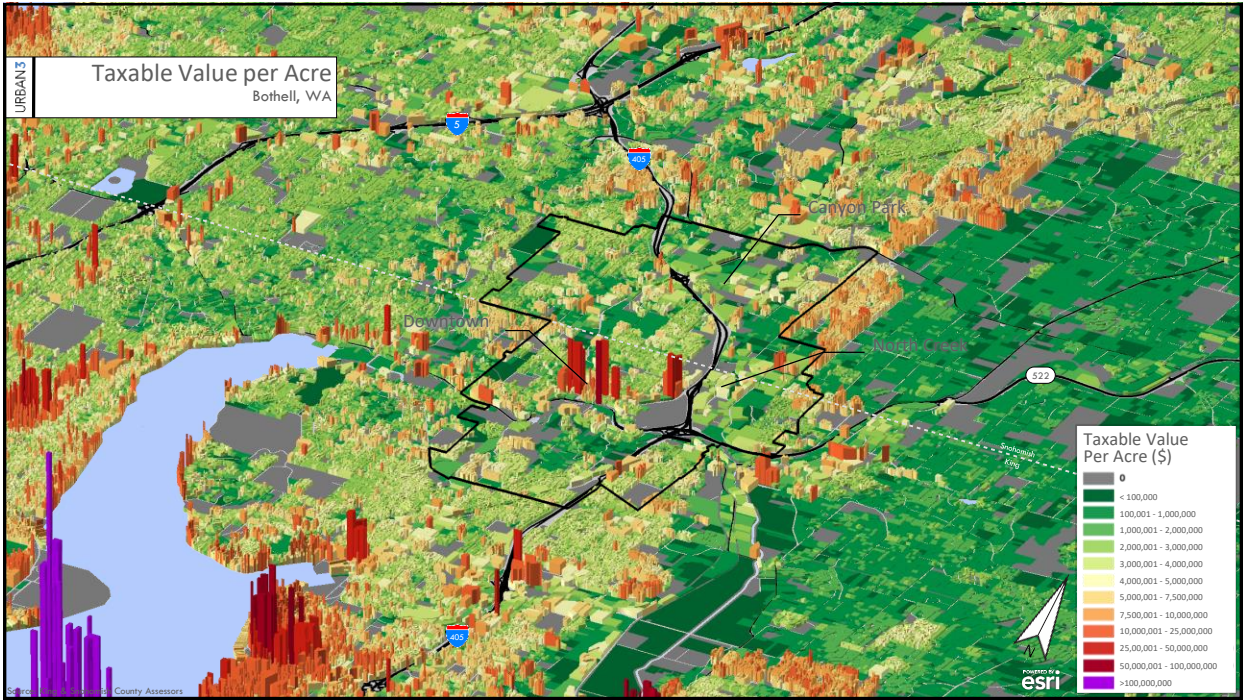 URBAN3
Taxable Value per Acre
Bothell, WA
5
405
Canyon Park
Downtown
North Creek
522
Snohomish
King
405
Taxable Value
Per Acre ($)
0
< 100,000
100,001 - 1,000,000
1,000,001 - 2,000,000
2,000,001 - 3,000,000
3,000,001 - 4,000,000
4,000,001 - 5,000,000
5,000,001 - 7,500,000
7,500,001 - 10,000,000
10,000,001 - 25,000,000
25,00,001 - 50,000,000
50,000,001 - 100,000,000
>100,000,000
N
POWERED BY
esri
Source: King & Snohomish County Assessors